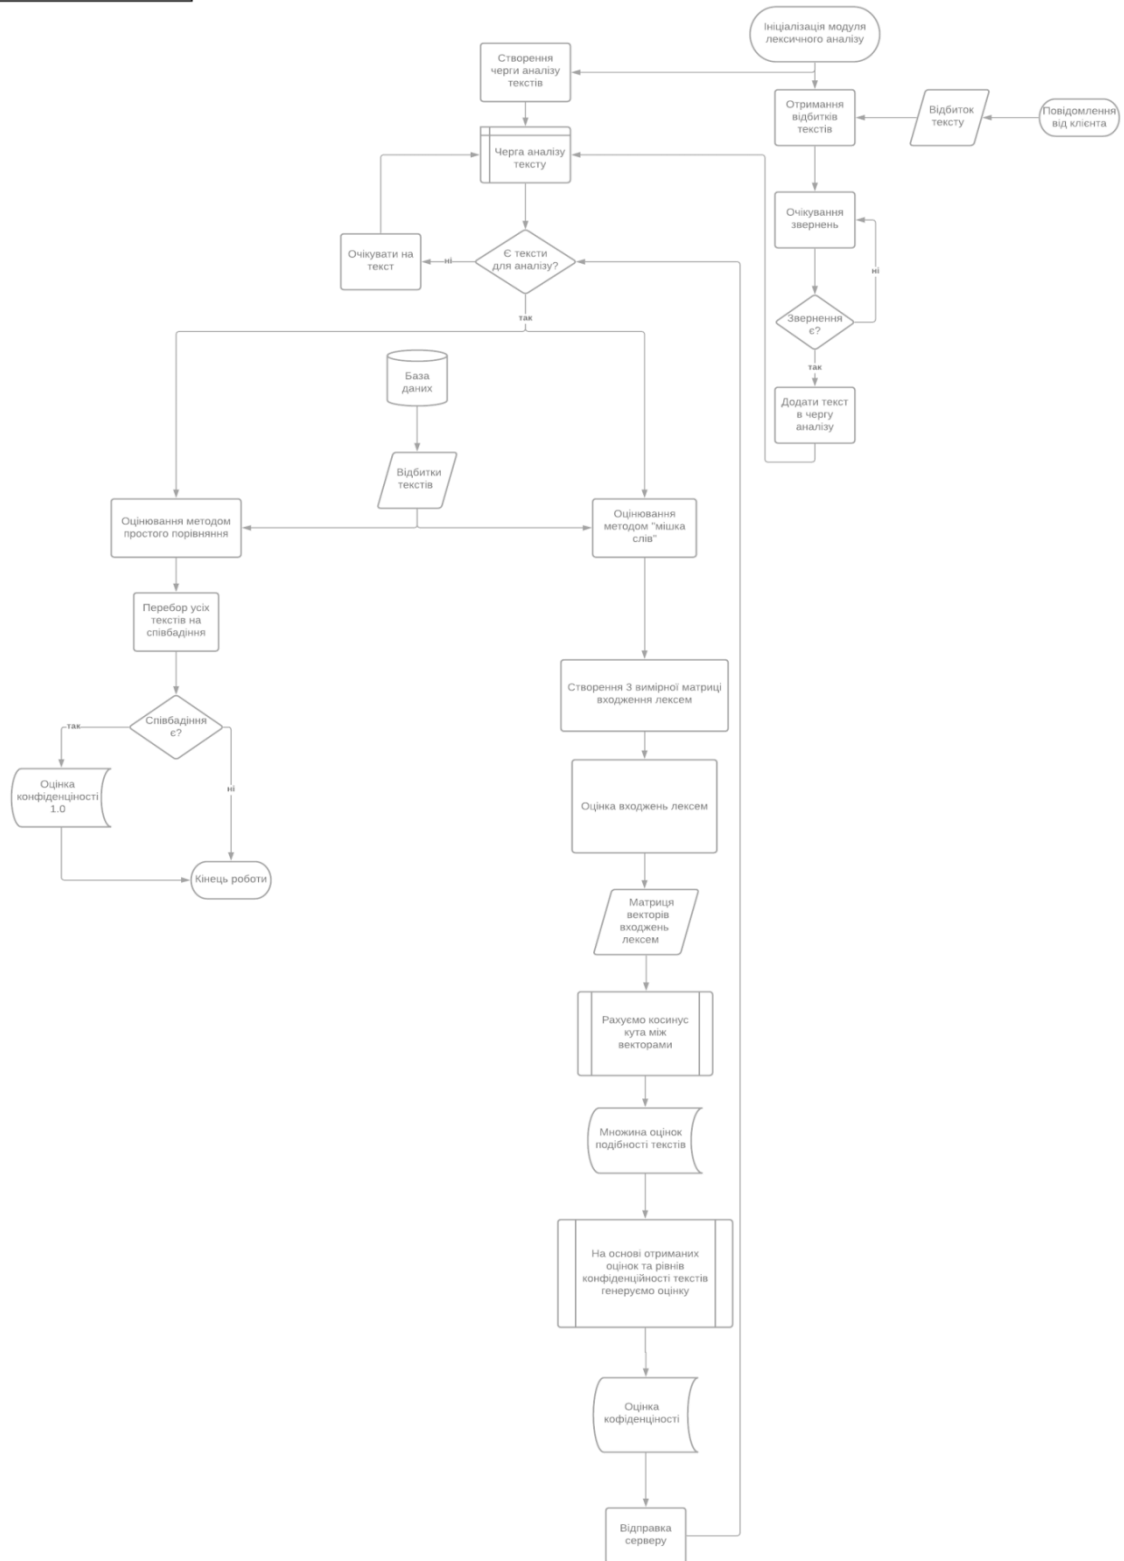 Ініціалізація модуля
лексичного аналізу
Створення
черги аналізу
текстів
Отримання
відбитків
текстів
Відбиток
тексту
Повідомлення
від клієнта
Черга аналізу
тексту
Очікування
звернень
Очікувати на
текст
ні
Є тексти
для аналізу?
ні
так
Звернення
є?
так
База
даних
Додати текст
в чергу
аналізу
Відбитки
текстів
Оцінювання методом
простого порівняння
Оцінювання
методом "мішка
слів"
Перебор усіх
текстів на
співбадіння
Створення 3 вимірної матриці
входження лексем
так
Співбадіння
є?
ні
Оцінка
конфіденціності
1.0
Оцінка входжень лексем
Кінець роботи
Матриця
векторів
входжень
лексем
Рахуємо косинус
кута між
векторами
Множина оцінок
подібності текстів
На основі отриманих
оцінок та рівнів
конфіденційності текстів
генеруємо оцінку
Оцінка
кофіденціності
Відправка
серверу